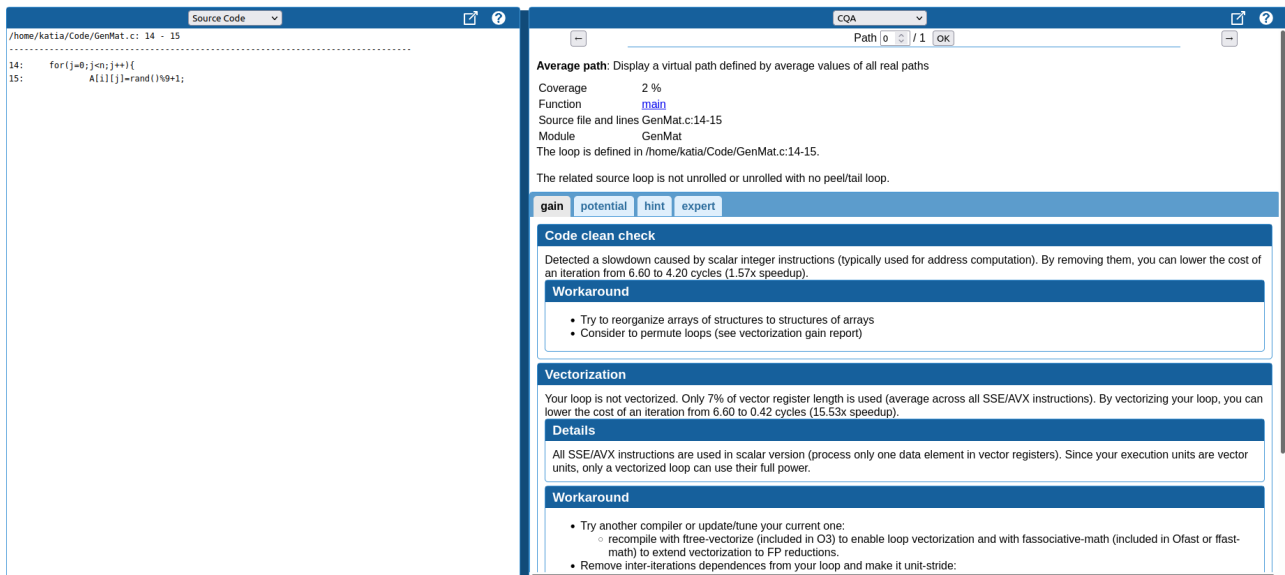 Source Code
/home/katia/Code/GenMat.c: 14 - 15
--------------------------------------------------------------------------------
14: for(j=0;j<n;j++){
15: A[i][j]=rand()%9+1;
CQA
← Path 0 / 1 OK →
Average path: Display a virtual path defined by average values of all real paths
Coverage 2 %
Function main
Source file and lines GenMat.c:14-15
Module GenMat
The loop is defined in /home/katia/Code/GenMat.c:14-15.
The related source loop is not unrolled or unrolled with no peel/tail loop.
gain potential hint expert
Code clean check
Detected a slowdown caused by scalar integer instructions (typically used for address computation). By removing them, you can lower the cost of
an iteration from 6.60 to 4.20 cycles (1.57x speedup).
Workaround
• Try to reorganize arrays of structures to structures of arrays
• Consider to permute loops (see vectorization gain report)
Vectorization
Your loop is not vectorized. Only 7% of vector register length is used (average across all SSE/AVX instructions). By vectorizing your loop, you can
lower the cost of an iteration from 6.60 to 0.42 cycles (15.53x speedup).
Details
All SSE/AVX instructions are used in scalar version (process only one data element in vector registers). Since your execution units are vector
units, only a vectorized loop can use their full power.
Workaround
• Try another compiler or update/tune your current one:
◦ recompile with ftree-vectorize (included in O3) to enable loop vectorization and with fassociative-math (included in Ofast or ffast-
math) to extend vectorization to FP reductions.
• Remove inter-iterations dependences from your loop and make it unit-stride: